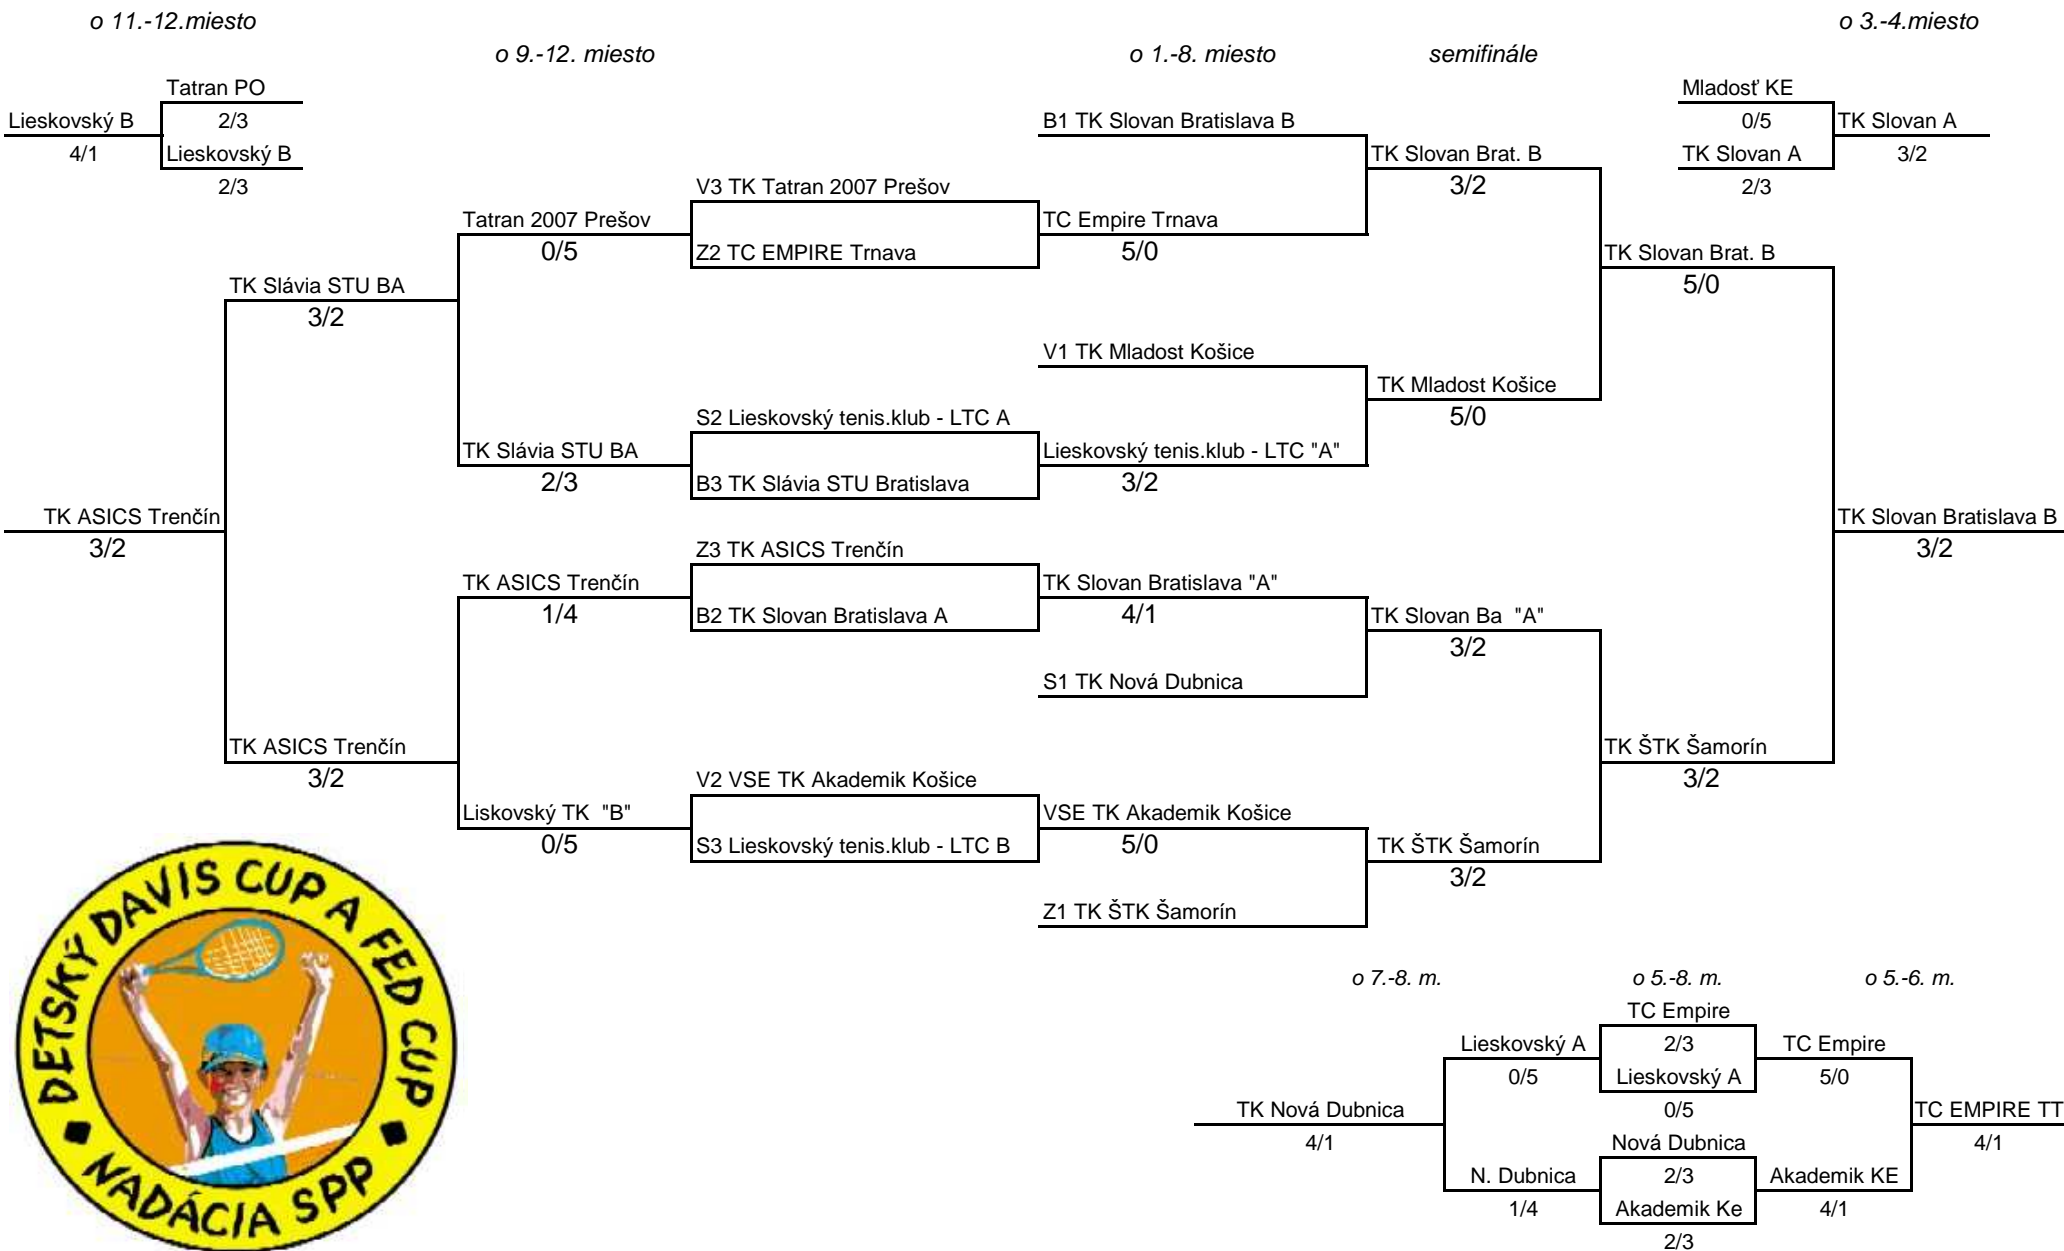 o 11.-12.miesto
o 3.-4.miesto
o 9.-12. miesto
o 1.-8. miesto
semifinále
Tatran PO
Mladosť KE
Lieskovský B
2/3
B1 TK Slovan Bratislava B
0/5
TK Slovan A
4/1
Lieskovský B
TK Slovan Brat. B
TK Slovan A
3/2
2/3
V3 TK Tatran 2007 Prešov
3/2
2/3
Tatran 2007 Prešov
TC Empire Trnava
0/5
Z2 TC EMPIRE Trnava
5/0
TK Slovan Brat. B
TK Slávia STU BA
5/0
3/2
V1 TK Mladost Košice
TK Mladost Košice
S2 Lieskovský tenis.klub - LTC A
5/0
TK Slávia STU BA
Lieskovský tenis.klub - LTC "A"
2/3
B3 TK Slávia STU Bratislava
3/2
TK ASICS Trenčín
TK Slovan Bratislava B
3/2
Z3 TK ASICS Trenčín
3/2
TK ASICS Trenčín
TK Slovan Bratislava "A"
1/4
B2 TK Slovan Bratislava A
4/1
TK Slovan Ba "A"
3/2
S1 TK Nová Dubnica
TK ASICS Trenčín
TK ŠTK Šamorín
3/2
V2 VSE TK Akademik Košice
3/2
Liskovský TK "B"
VSE TK Akademik Košice
0/5
S3 Lieskovský tenis.klub - LTC B
5/0
TK ŠTK Šamorín
3/2
Z1 TK ŠTK Šamorín
DETSKÝ DAVIS CUP A FED CUP
NADÁCIA SPP
o 7.-8. m.
o 5.-8. m.
o 5.-6. m.
TC Empire
Lieskovský A
2/3
TC Empire
0/5
Lieskovský A
5/0
TK Nová Dubnica
0/5
TC EMPIRE TT
4/1
Nová Dubnica
4/1
N. Dubnica
2/3
Akademik KE
1/4
Akademik Ke
4/1
2/3